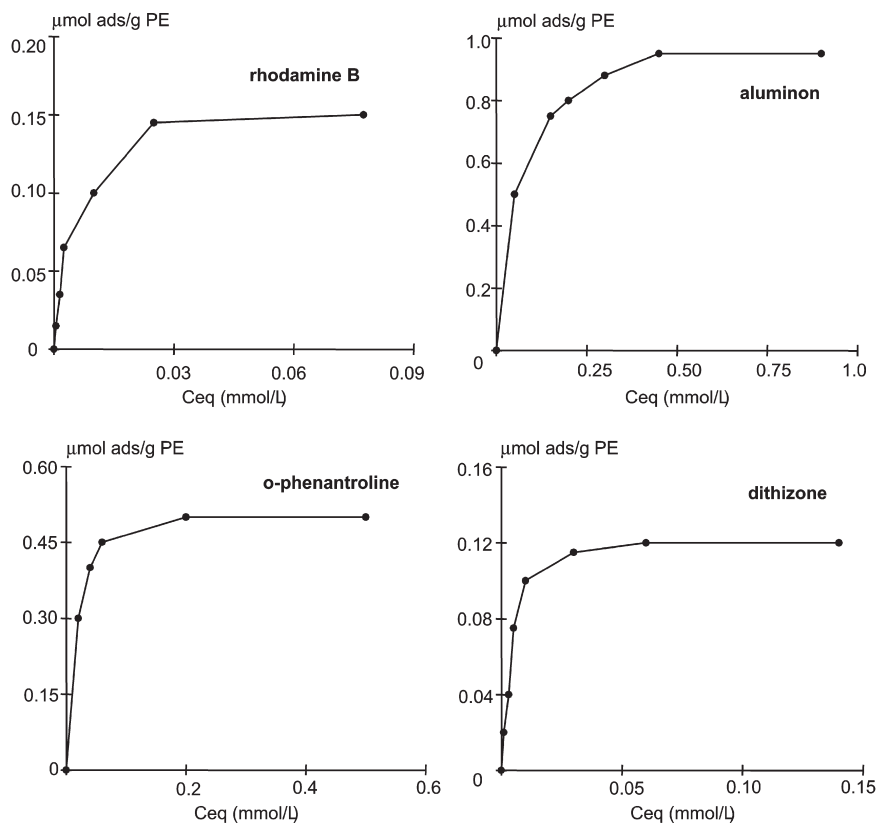 μmol ads/g PE
rhodamine B
0.20
0.15
0.10
0.05
0
0.03 0.06 0.09
Ceq (mmol/L)
μmol ads/g PE
aluminon
1.0
0.8
0.6
0.4
0.2
0
0.25 0.50 0.75 1.0
Ceq (mmol/L)
μmol ads/g PE
o-phenantroline
0.60
0.45
0.30
0.15
0
0.2 0.4 0.6
Ceq (mmol/L)
μmol ads/g PE
dithizone
0.16
0.12
0.08
0.04
0
0.05 0.10 0.15
Ceq (mmol/L)